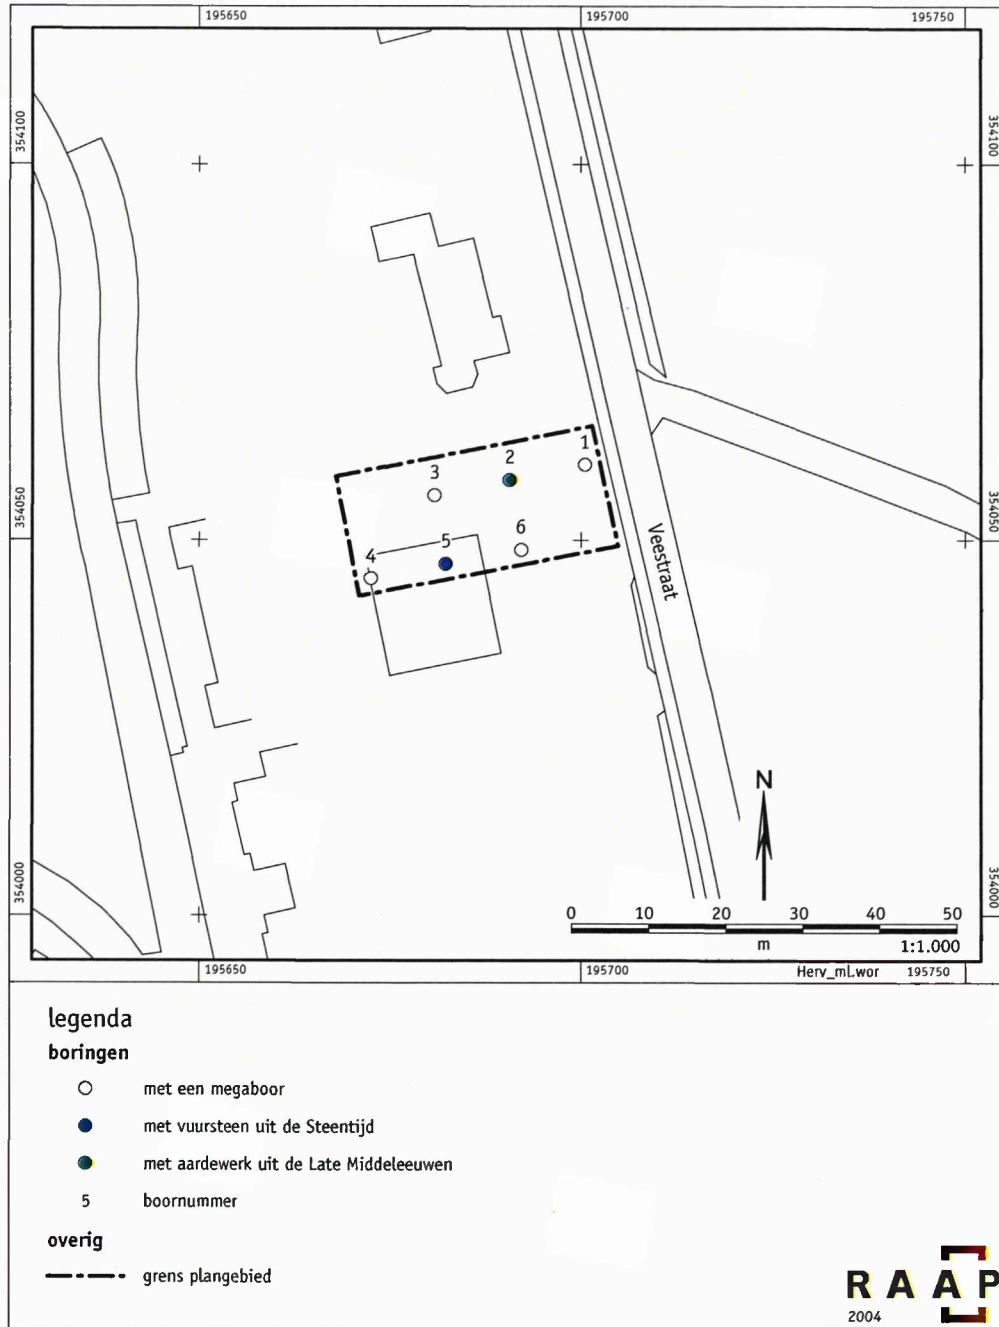 195650
195700
195750
354100
354100
1
2
3
354050
354050
6
5
4
Veestraat
N
354000
354000
0 10 20 30 40 50
m 1:1.000
195650
195700
Herv_ml.wor 195750
legenda
boringen
met een megaboor
met vuursteen uit de Steentijd
met aardewerk uit de Late Middeleeuwen
5 boornummer
overig
grens plangebied
RAAP
2004